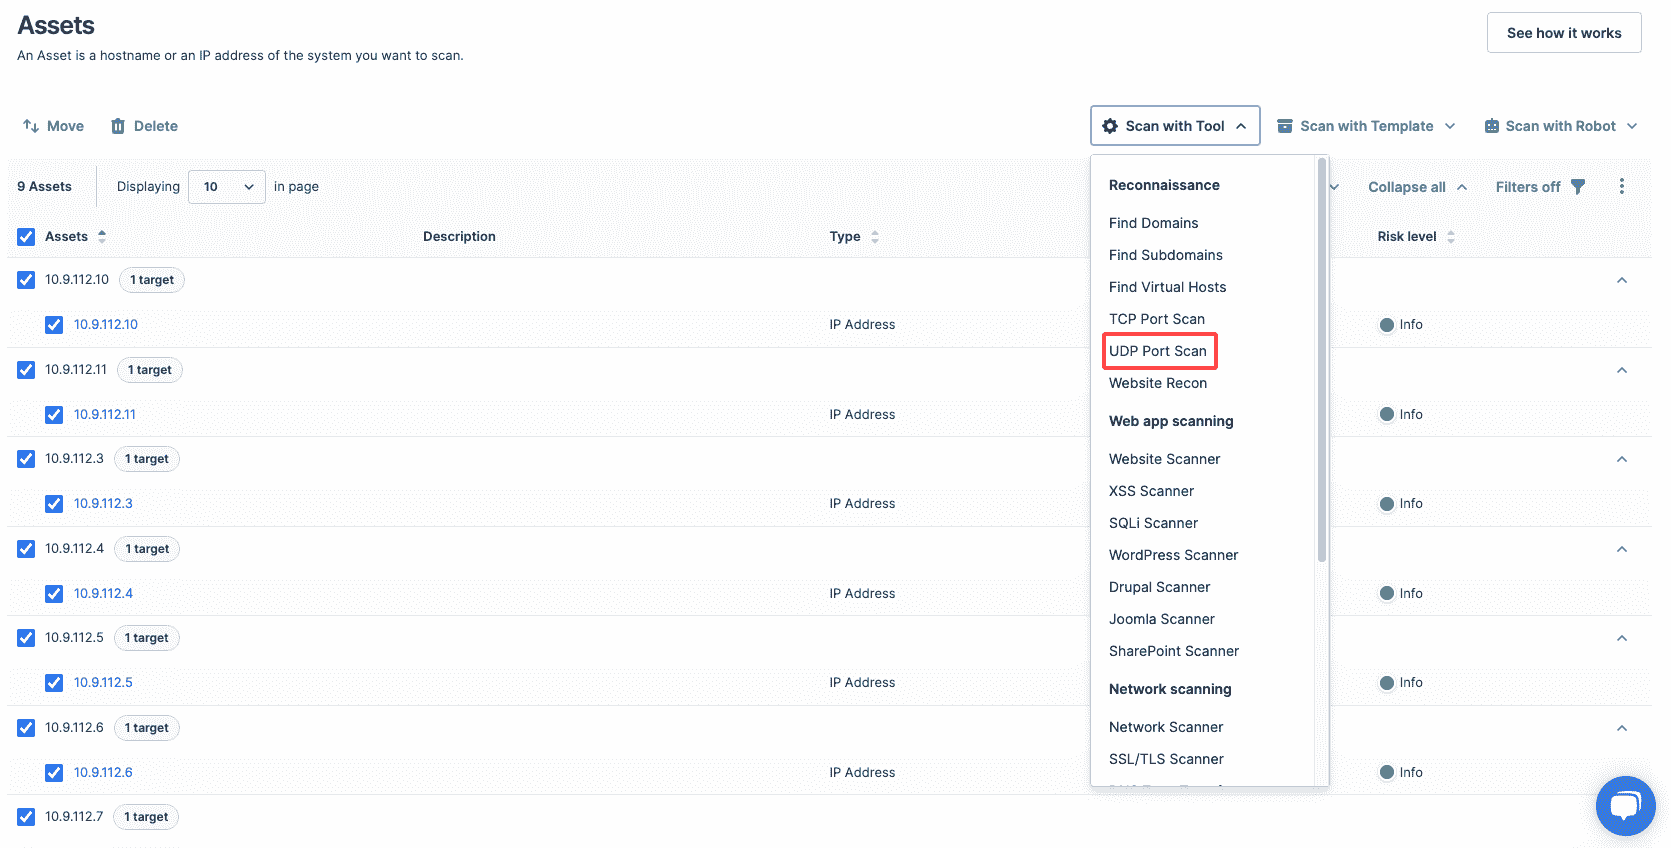 Assets
An Asset is a hostname or an IP address of the system you want to scan.
See how it works
Move
Delete
Scan with Tool
Scan with Template
Scan with Robot
9 Assets
Displaying
10
in page
Collapse all
Filters off
Assets
Description
Type
Risk level
Reconnaissance
Find Domains
Find Subdomains
Find Virtual Hosts
TCP Port Scan
UDP Port Scan
Website Recon
Web app scanning
Website Scanner
XSS Scanner
SQLi Scanner
WordPress Scanner
Drupal Scanner
Joomla Scanner
SharePoint Scanner
Network scanning
Network Scanner
SSL/TLS Scanner
10.9.112.10 1 target
10.9.112.10 IP Address Info
10.9.112.11 1 target
10.9.112.11 IP Address Info
10.9.112.3 1 target
10.9.112.3 IP Address Info
10.9.112.4 1 target
10.9.112.4 IP Address Info
10.9.112.5 1 target
10.9.112.5 IP Address Info
10.9.112.6 1 target
10.9.112.6 IP Address Info
10.9.112.7 1 target